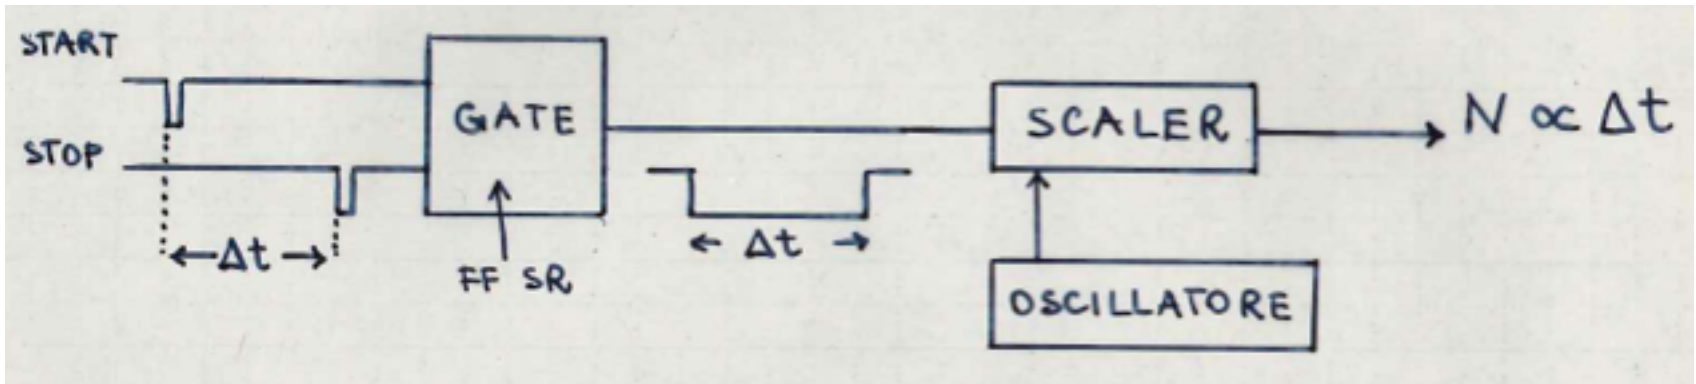 START
STOP
←Δt→
GATE
FF SR
← Δt →
SCALER
OSCILLATORE
N ∝ Δt